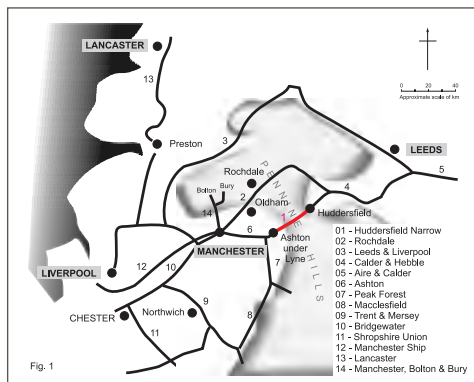 LANCASTER
13
Preston
0 20 40
Approximate scale of km
3
LEEDS
5
Rochdale
Bolton
Bury
2
4
14
Oldham
PENNINE HILLS
1
Huddersfield
6
MANCHESTER
Ashton
under
Lyne
7
LIVERPOOL
12
10
CHESTER
Northwich
9
8
11
01 - Huddersfield Narrow
02 - Rochdale
03 - Leeds & Liverpool
04 - Calder & Hebble
05 - Aire & Calder
06 - Ashton
07 - Peak Forest
08 - Macclesfield
09 - Trent & Mersey
10 - Bridgewater
11 - Shropshire Union
12 - Manchester Ship
13 - Lancaster
14 - Manchester, Bolton & Bury
Fig. 1